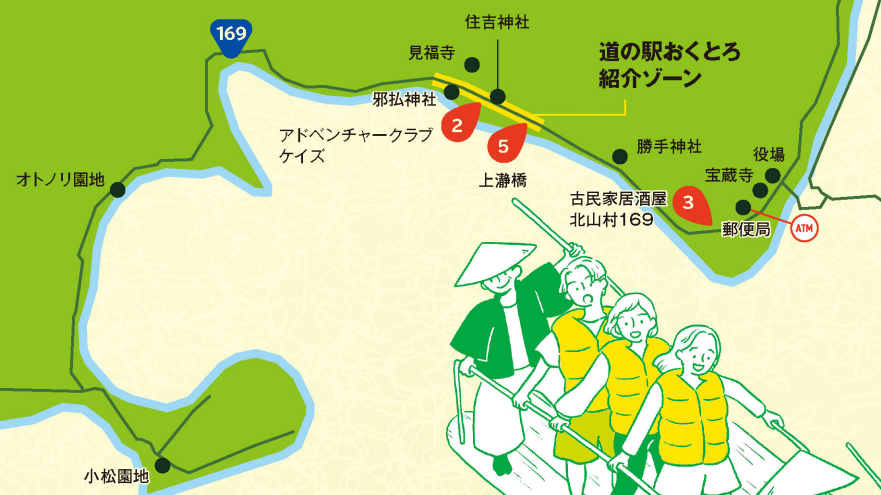 169
住吉神社
見福寺
道の駅おくとろ
紹介ゾーン
邪払神社
2
アドベンチャークラブ
ケイズ
5
上瀞橋
勝手神社
役場
宝蔵寺
オトノリ園地
古民家居酒屋
北山村169
3
郵便局
ATM
小松園地